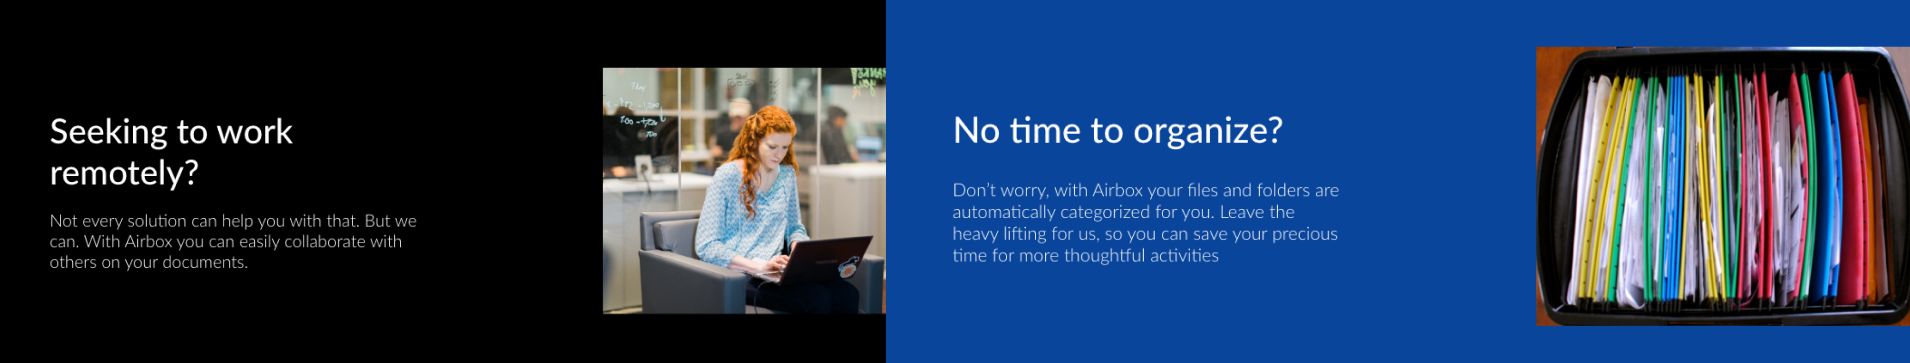 Seeking to work
remotely?
Not every solution can help you with that. But we
can. With Airbox you can easily collaborate with
others on your documents.
No time to organize?
Don't worry, with Airbox your files and folders are
automatically categorized for you. Leave the
heavy lifting for us, so you can save your precious
time for more thoughtful activities